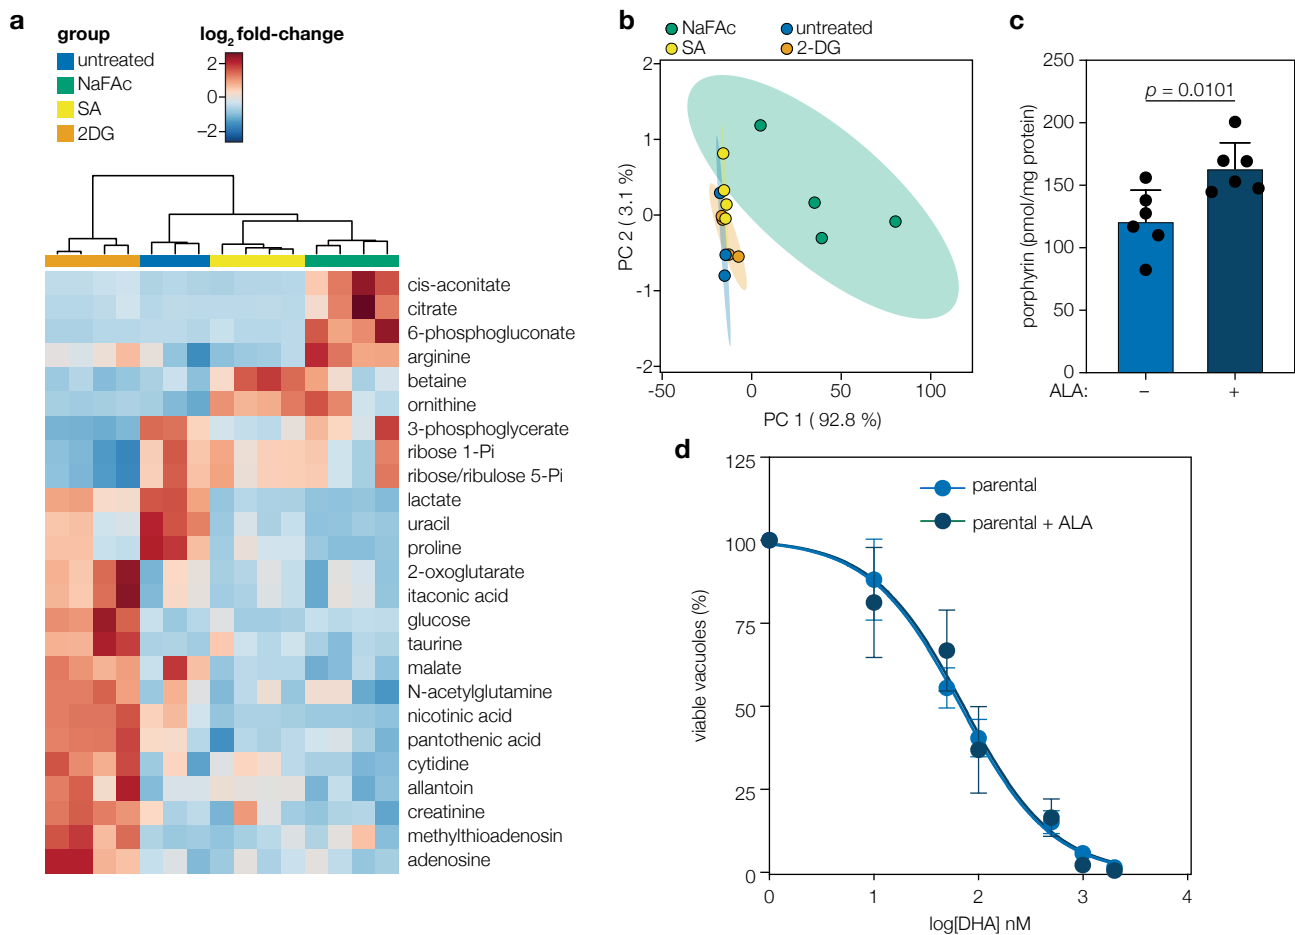 a
group
untreated
NaFAc
SA
2DG
log2 fold-change
2
0
−2
cis-aconitate
citrate
6-phosphogluconate
arginine
betaine
ornithine
3-phosphoglycerate
ribose 1-Pi
ribose/ribulose 5-Pi
lactate
uracil
proline
2-oxoglutarate
itaconic acid
glucose
taurine
malate
N-acetylglutamine
nicotinic acid
pantothenic acid
cytidine
allantoin
creatinine
methylthioadenosin
adenosine
b
NaFAc
untreated
SA
2-DG
2
1
0
-1
-2
PC 2 ( 3.1 %)
-50
0
50
100
PC 1 ( 92.8 %)
c
250
200
150
100
50
0
porphyrin (pmol/mg protein)
p = 0.0101
ALA: − +
d
125
100
75
50
25
0
viable vacuoles (%)
parental
parental + ALA
0
1
2
3
4
log[DHA] nM